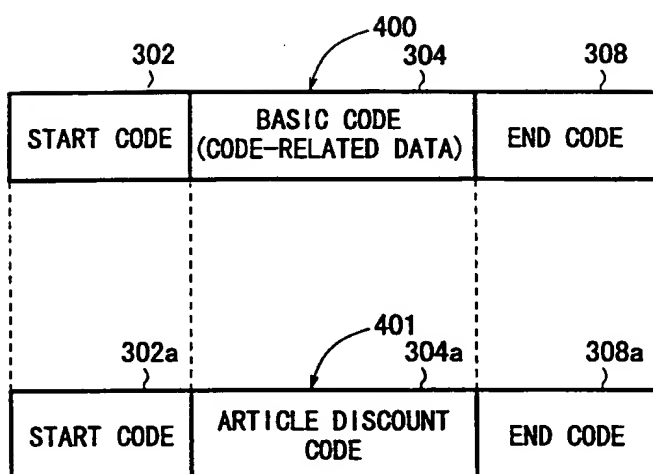 400
302 304 308
START CODE BASIC CODE END CODE
(CODE-RELATED DATA)
401
302a 304a 308a
START CODE ARTICLE DISCOUNT END CODE
CODE